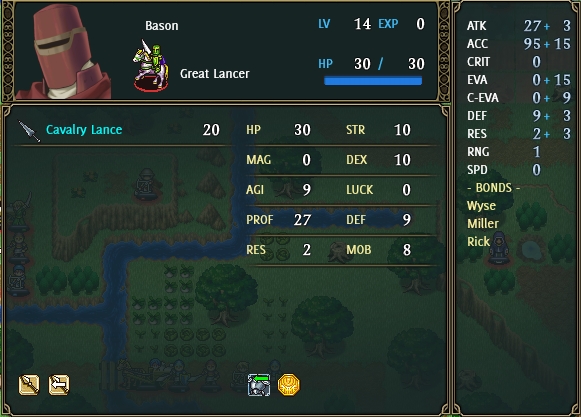 Bason
LV 14 EXP 0
Great Lancer
HP 30 / 30
Cavalry Lance 20
HP 30 STR 10
MAG 0 DEX 10
AGI 9 LUCK 0
PROF 27 DEF 9
RES 2 MOB 8
ATK 27+ 3
ACC 95+ 15
CRIT 0
EVA 0+ 15
C-EVA 0+ 9
DEF 9+ 3
RES 2+ 3
RNG 1
SPD 0
- BONDS -
Wyse
Miller
Rick